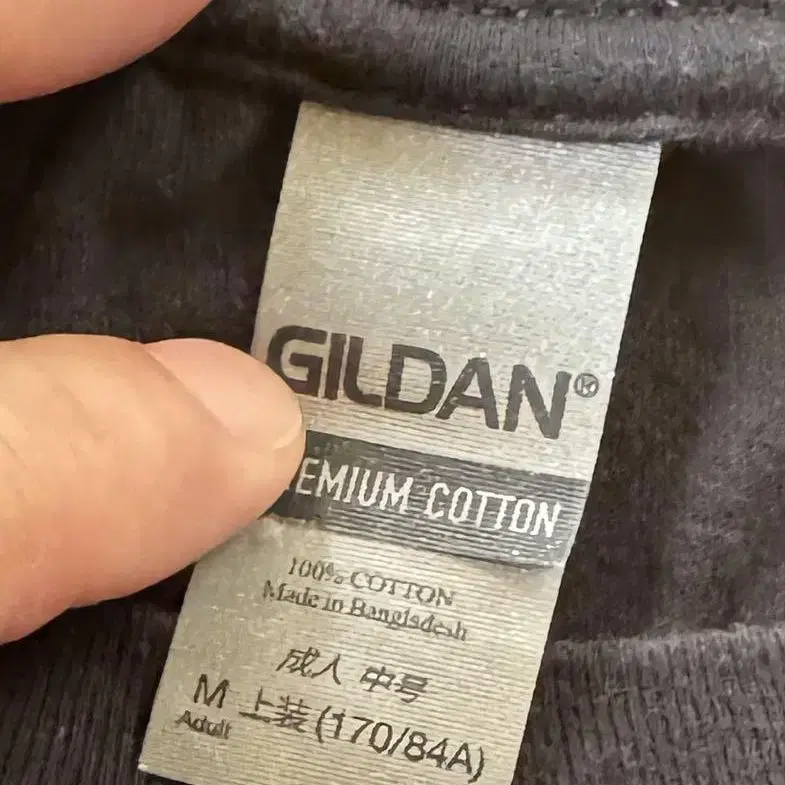 GILDAN®
EMIUM COTTON
100% COTTON
Made in Bangladesh
成人 中号
M 上装(170/84A)
Adult